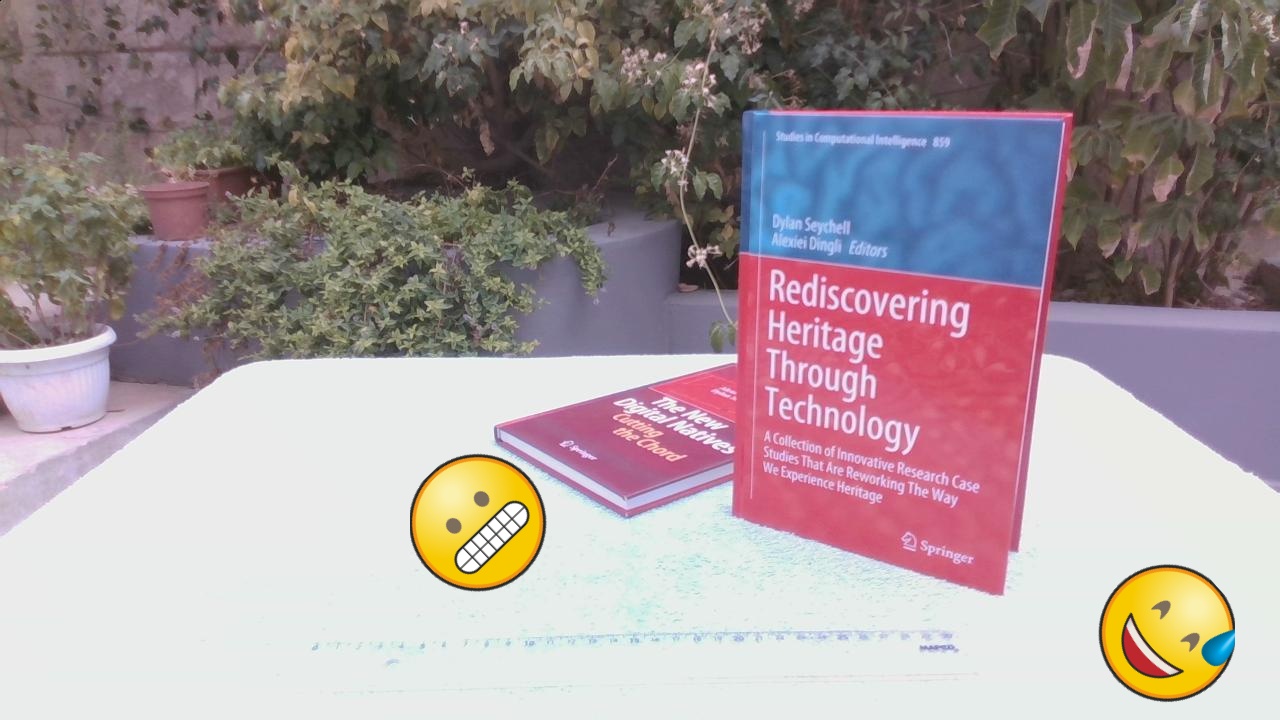 Studies in Computational Intelligence 859
Dylan Seychell
Alexiei Dingli Editors
Rediscovering
Heritage
Through
Technology
A Collection of Innovative Research Case
Studies That Are Reworking The Way
We Experience Heritage
Springer
The New
Digital Natives
Cutting
the Chord
Springer